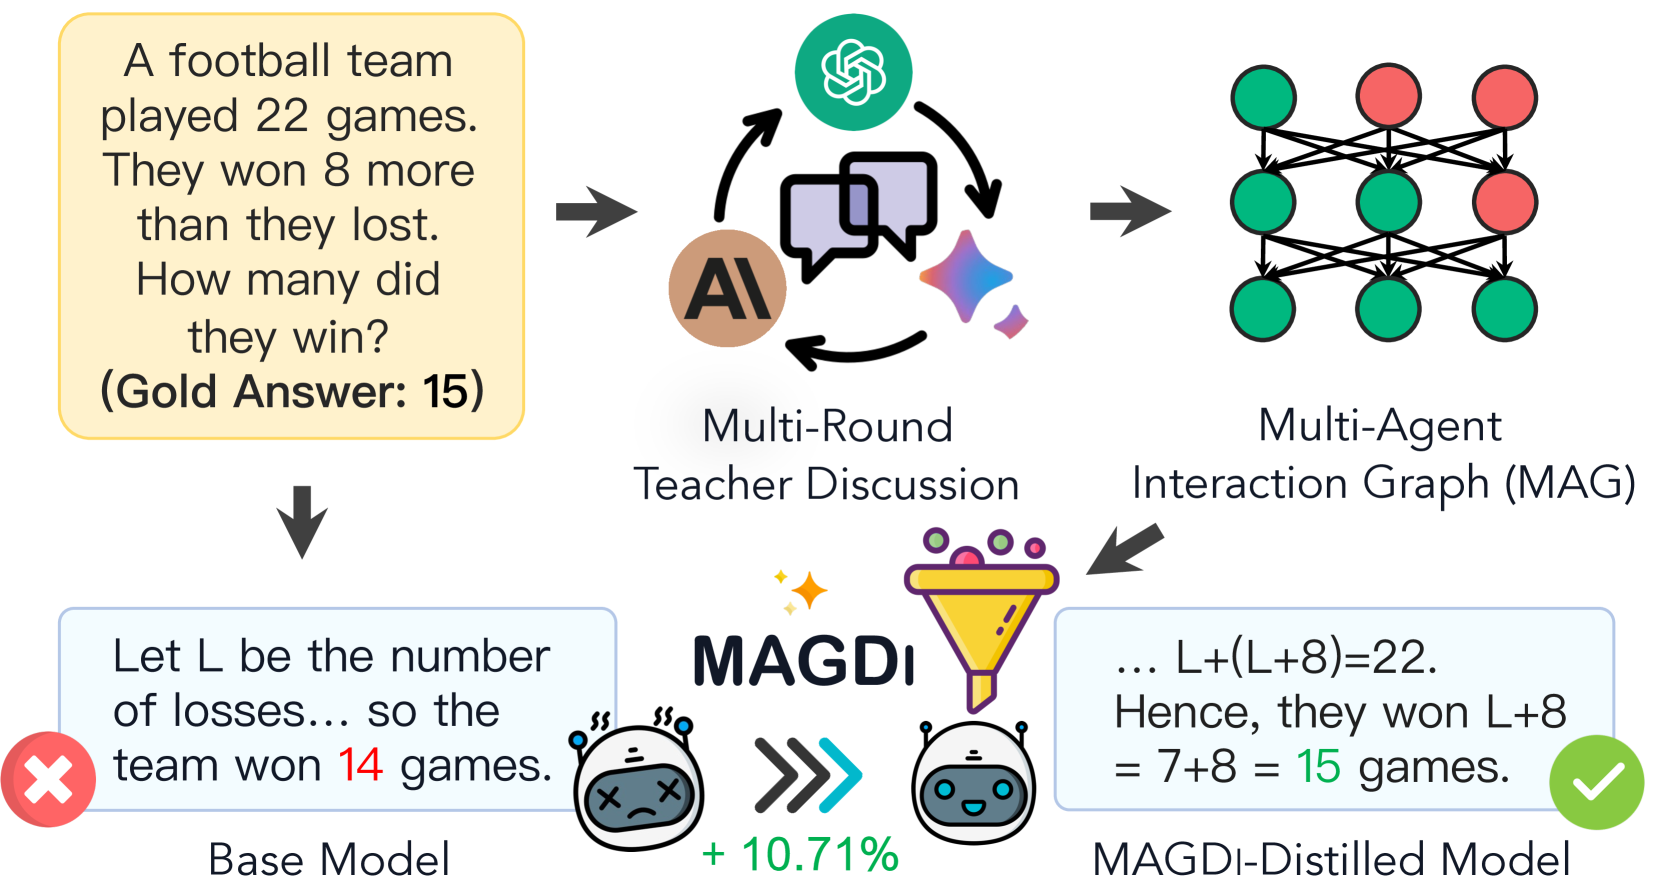 A football team
played 22 games.
They won 8 more
than they lost.
How many did
they win?
(Gold Answer: 15)
AI
Multi-Round
Teacher Discussion
Multi-Agent
Interaction Graph (MAG)
Let L be the number
of losses... so the
team won 14 games.
Base Model
MAGDI
+ 10.71%
... L+(L+8)=22.
Hence, they won L+8
= 7+8 = 15 games.
MAGDI-Distilled Model